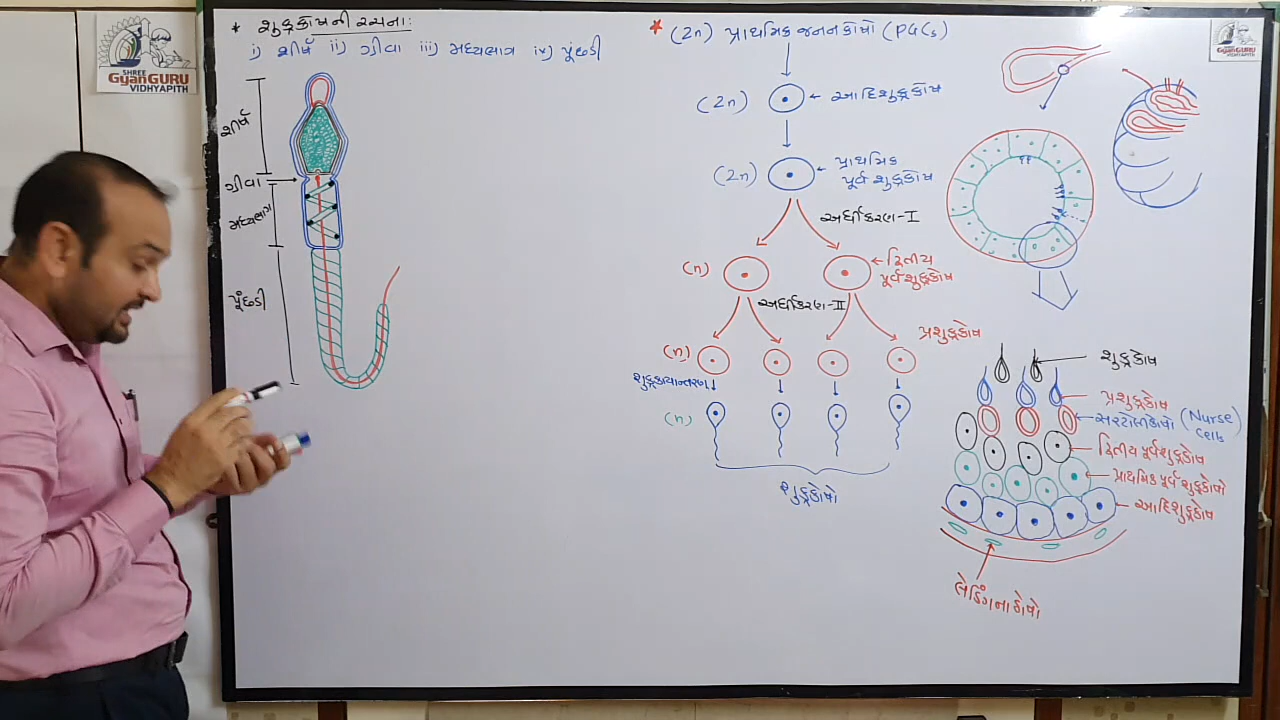 SHREE
GyanGURU
VIDHYAPITH
* શુક્રકોષની રચના:
i) શીર્ષ ii) ગ્રીવા iii) મધ્યભાગ iv) પૂંછડી
શીર્ષ
ગ્રીવા
મધ્યભાગ
પૂંછડી
* (2n) પ્રાથમિક જનનકોષો (PGCs)
(2n) આદિશુક્રકોષ
(2n) પ્રાથમિક
પૂર્વ શુક્રકોષ
અર્ધીકરણ-I
(n) દ્વિતીય
પૂર્વશુક્રકોષ
અર્ધીકરણ-II
પ્રશુક્રકોષ
(n)
શુક્રકાયાન્તરણ
(n)
શુક્રકોષો
શુક્રકોષ
પ્રશુક્રકોષ
સરટોલીકોષો (Nurse
Cells)
દ્વિતીય પૂર્વશુક્રકોષ
પ્રાથમિક પૂર્વ શુક્રકોષો
આદિશુક્રકોષ
લેડિંગના કોષો
GyanGURU